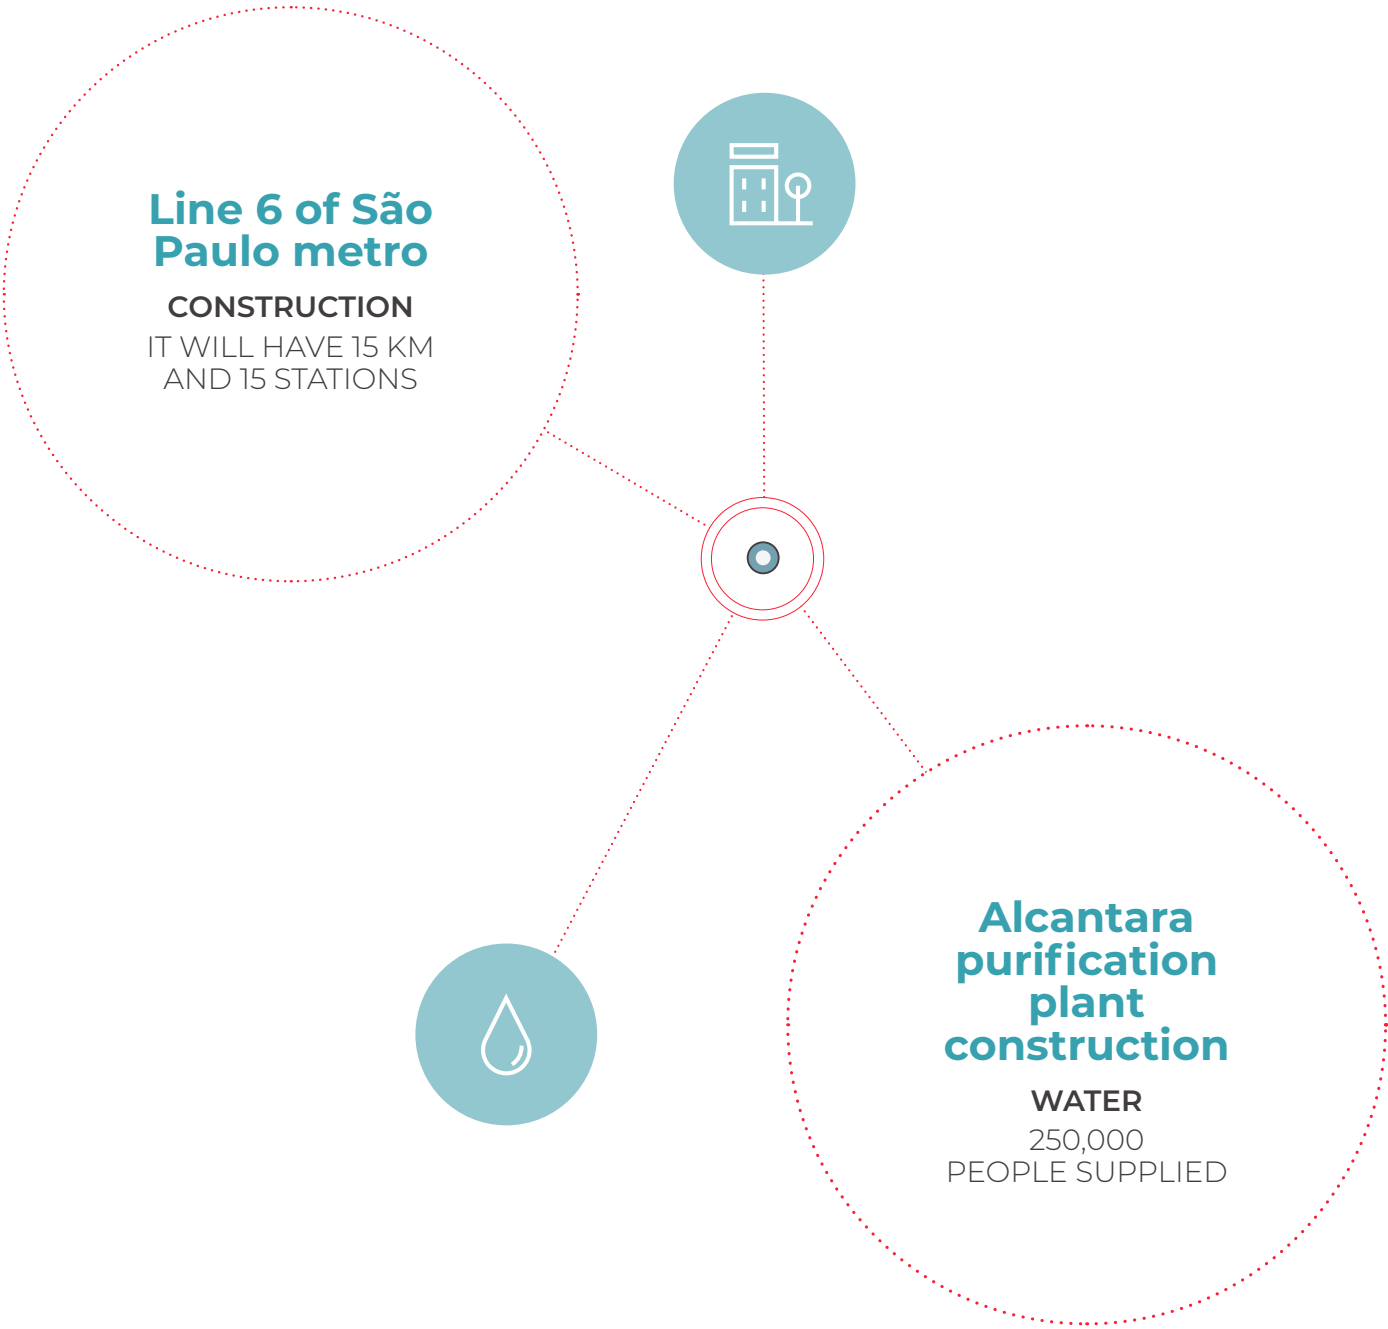 Line 6 of São
Paulo metro
CONSTRUCTION
IT WILL HAVE 15 KM
AND 15 STATIONS
Alcantara
purification
plant
construction
WATER
250,000
PEOPLE SUPPLIED